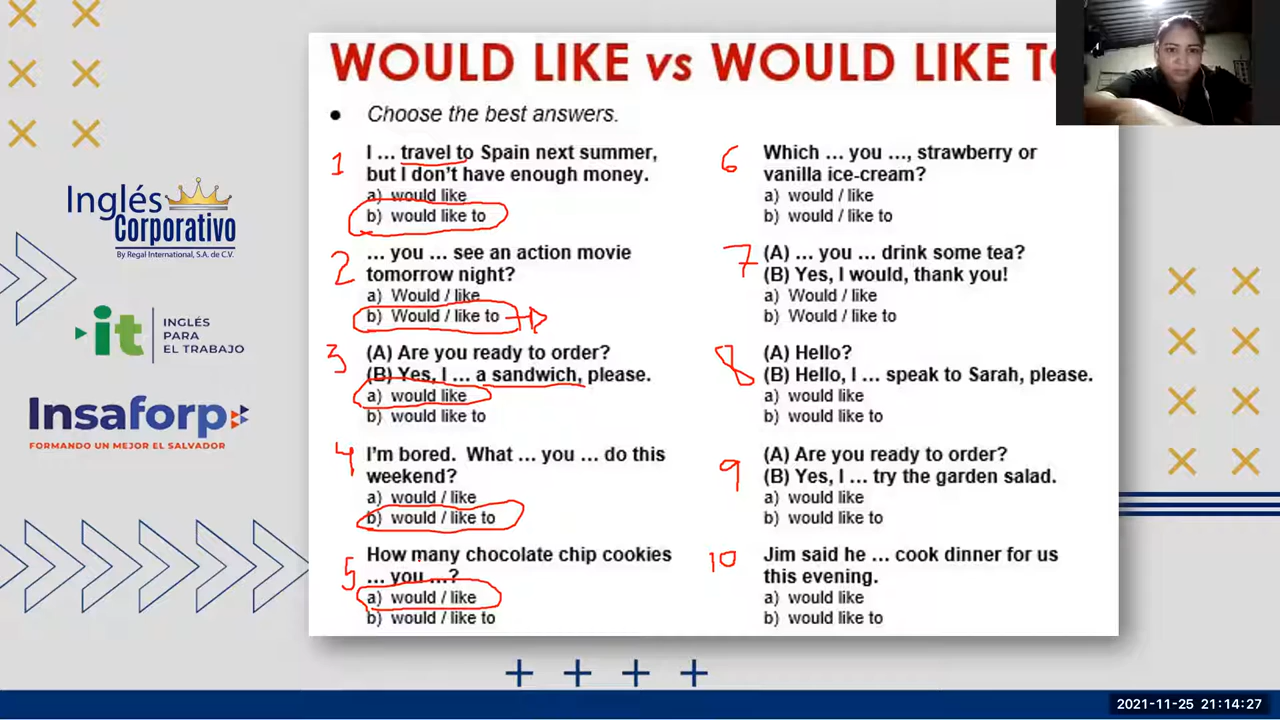 WOULD LIKE vs WOULD LIKE T
• Choose the best answers.
1
I ... travel to Spain next summer,
but I don't have enough money.
a) would like
b) would like to
2
... you ... see an action movie
tomorrow night?
a) Would / like
b) Would / like to
3
(A) Are you ready to order?
(B) Yes, I ... a sandwich, please.
a) would like
b) would like to
4
I'm bored. What ... you ... do this
weekend?
a) would / like
b) would / like to
5
How many chocolate chip cookies
... you ...?
a) would / like
b) would / like to
6
Which ... you ..., strawberry or
vanilla ice-cream?
a) would / like
b) would / like to
7
(A) ... you ... drink some tea?
(B) Yes, I would, thank you!
a) Would / like
b) Would / like to
8
(A) Hello?
(B) Hello, I ... speak to Sarah, please.
a) would like
b) would like to
9
(A) Are you ready to order?
(B) Yes, I ... try the garden salad.
a) would like
b) would like to
10
Jim said he ... cook dinner for us
this evening.
a) would like
b) would like to
Inglés
Corporativo
By Regal International, S.A. de C.V.
it
INGLÉS
PARA
EL TRABAJO
Insaforp
FORMANDO UN MEJOR EL SALVADOR
2021-11-25 21:14:27